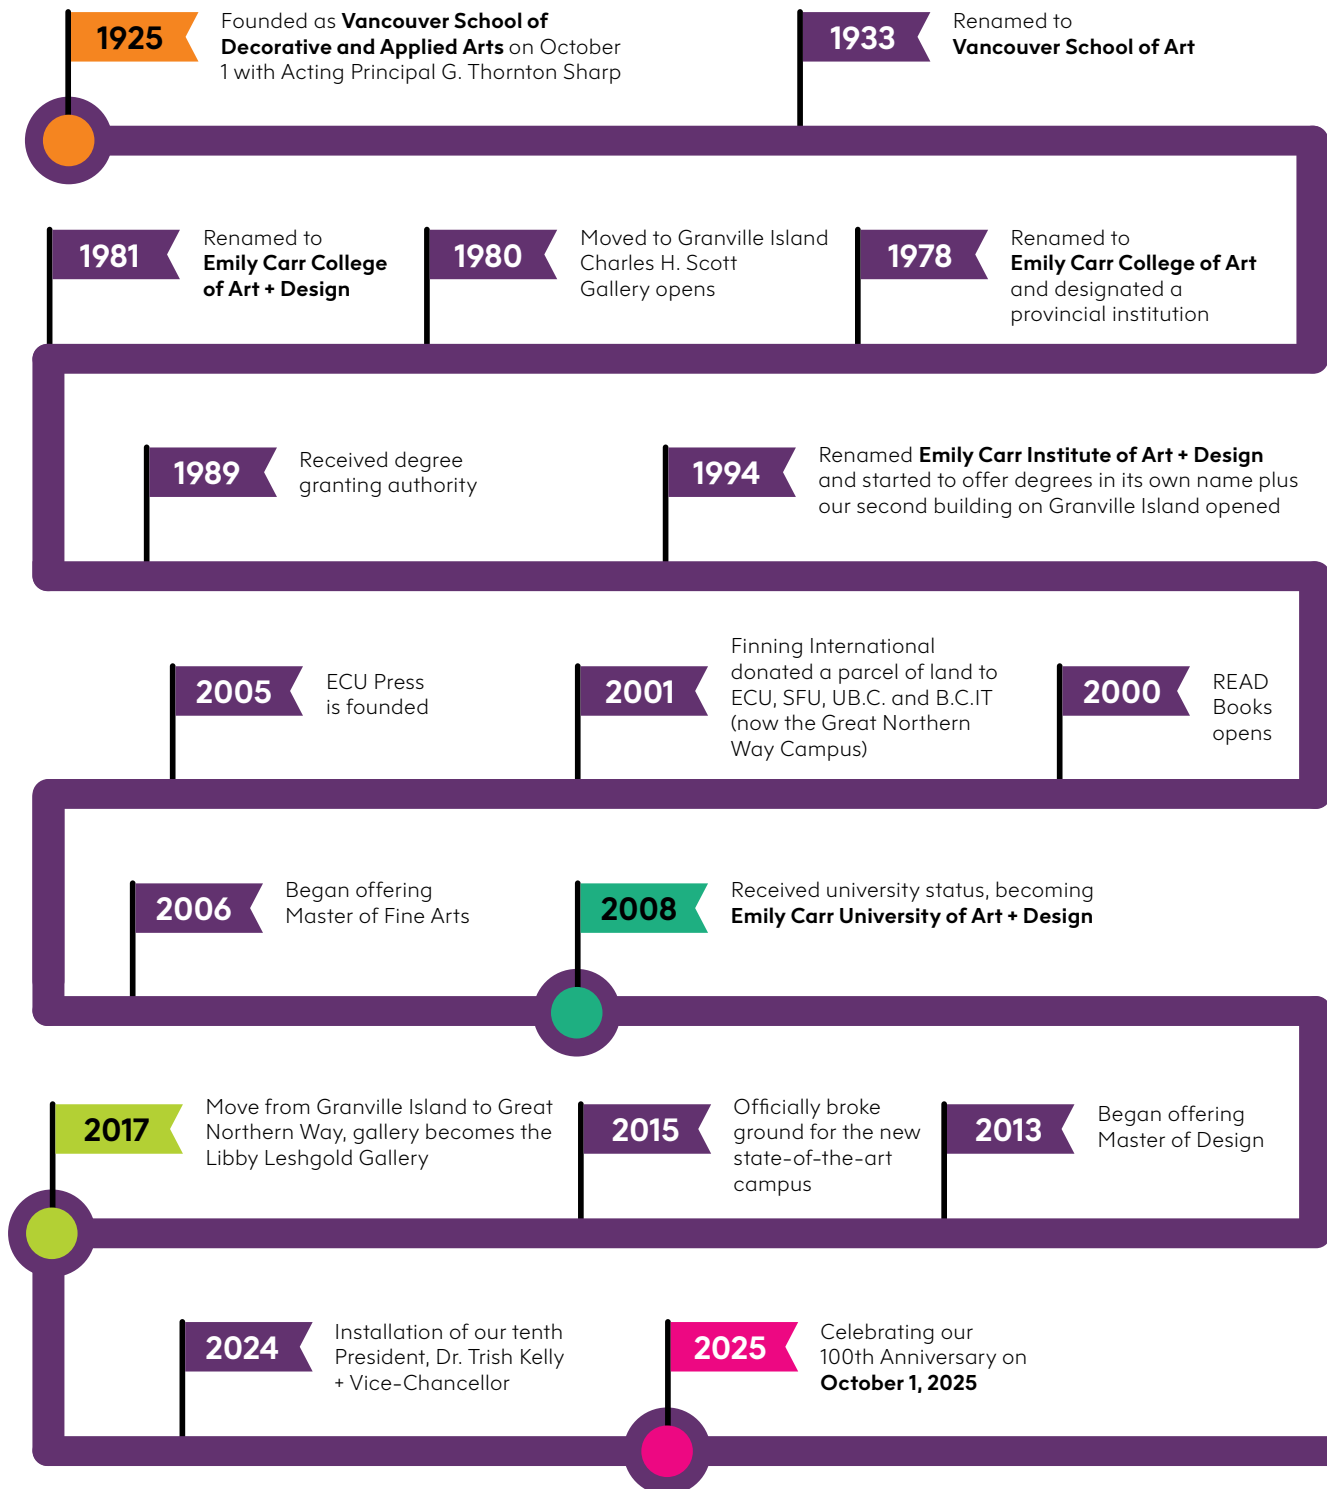 1925
Founded as Vancouver School of
Decorative and Applied Arts on October
1 with Acting Principal G. Thornton Sharp
1933
Renamed to
Vancouver School of Art
1981
Renamed to
Emily Carr College
of Art + Design
1980
Moved to Granville Island
Charles H. Scott
Gallery opens
1978
Renamed to
Emily Carr College of Art
and designated a
provincial institution
1989
Received degree
granting authority
1994
Renamed Emily Carr Institute of Art + Design
and started to offer degrees in its own name plus
our second building on Granville Island opened
2005
ECU Press
is founded
2001
Finning International
donated a parcel of land to
ECU, SFU, UB.C. and B.C.IT
(now the Great Northern
Way Campus)
2000
READ
Books
opens
2006
Began offering
Master of Fine Arts
2008
Received university status, becoming
Emily Carr University of Art + Design
2017
Move from Granville Island to Great
Northern Way, gallery becomes the
Libby Leshgold Gallery
2015
Officially broke
ground for the new
state-of-the-art
campus
2013
Began offering
Master of Design
2024
Installation of our tenth
President, Dr. Trish Kelly
+ Vice-Chancellor
2025
Celebrating our
100th Anniversary on
October 1, 2025